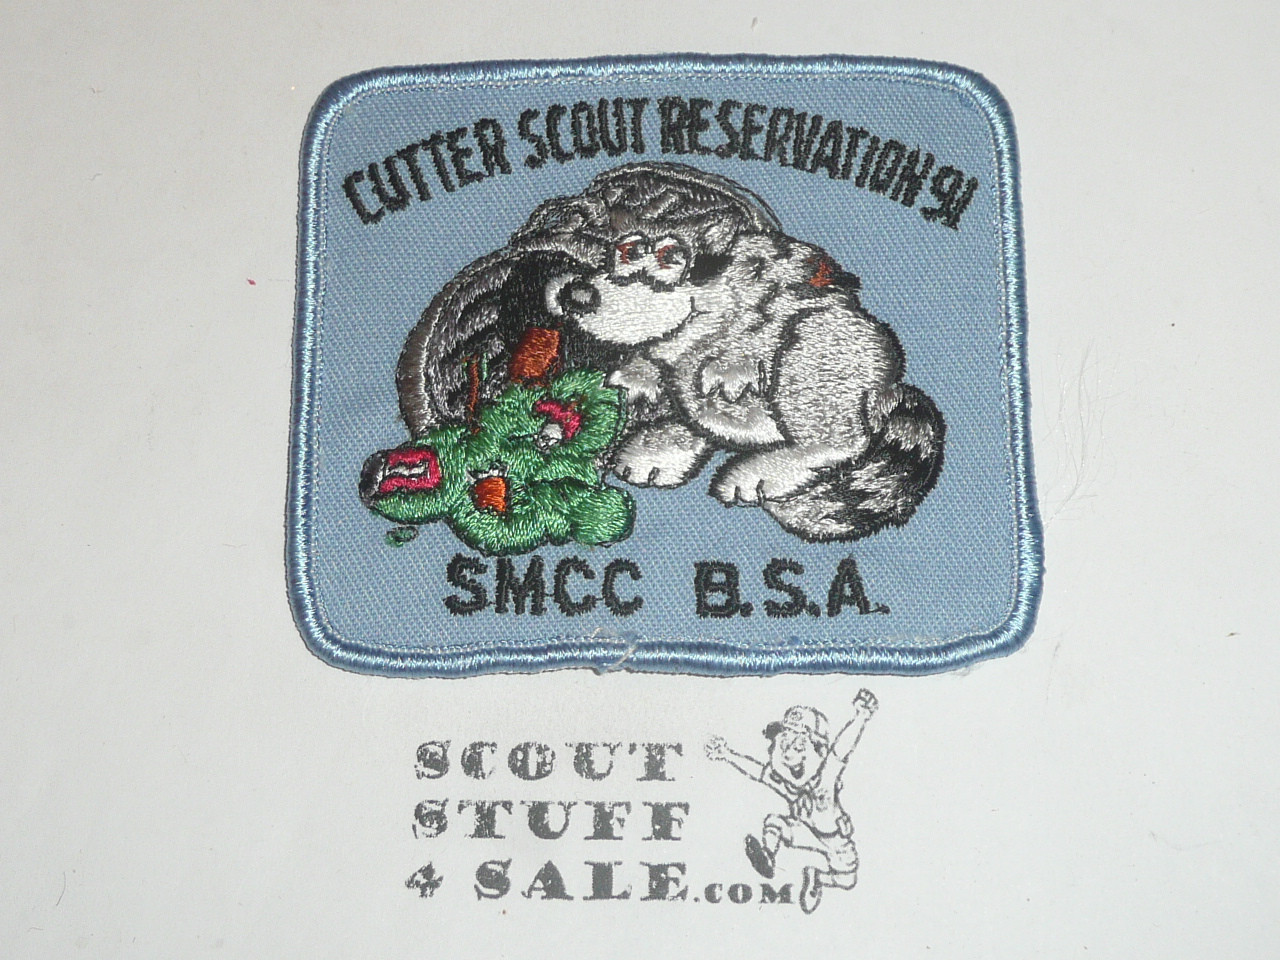 CUTTER SCOUT RESERVATION '91
SMCC B.S.A.
SCOUT
STUFF
4 SALE.COM